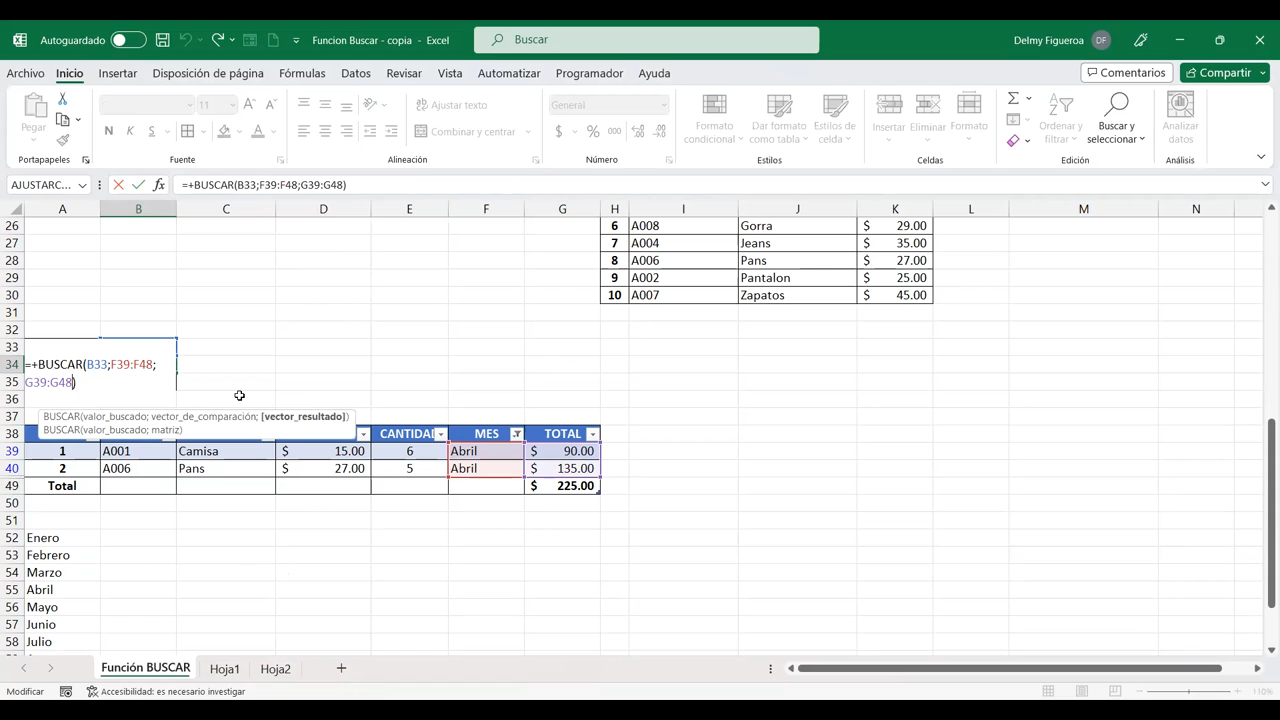 Autoguardado
Funcion Buscar - copia - Excel
Buscar
Delmy Figueroa
DF
Archivo
Inicio
Insertar
Disposición de página
Fórmulas
Datos
Revisar
Vista
Automatizar
Programador
Ayuda
Comentarios
Compartir
Pegar
11
N K S
Ajustar texto
Combinar y centrar
General
$ % 000
Formato condicional
Dar formato como tabla
Estilos de celda
Insertar
Eliminar
Formato
Ordenar y filtrar
Buscar y seleccionar
Analizar datos
Portapapeles
Fuente
Alineación
Número
Estilos
Celdas
Edición
Análisis
AJUSTARC...
fx
=+BUSCAR(B33;F39:F48;G39:G48)
A B C D E F G H I J K L M N
26 6 A008 Gorra $ 29.00
27 7 A004 Jeans $ 35.00
28 8 A006 Pans $ 27.00
29 9 A002 Pantalon $ 25.00
30 10 A007 Zapatos $ 45.00
31
32
33
34 =+BUSCAR(B33;F39:F48;
35 G39:G48)
36
37 BUSCAR(valor_buscado; vector_de_comparación; [vector_resultado])
BUSCAR(valor_buscado; matriz)
38 CANTIDAD MES TOTAL
39 1 A001 Camisa $ 15.00 6 Abril $ 90.00
40 2 A006 Pans $ 27.00 5 Abril $ 135.00
49 Total $ 225.00
50
51
52 Enero
53 Febrero
54 Marzo
55 Abril
56 Mayo
57 Junio
58 Julio
Función BUSCAR
Hoja1
Hoja2
Modificar
Accesibilidad: es necesario investigar
110%